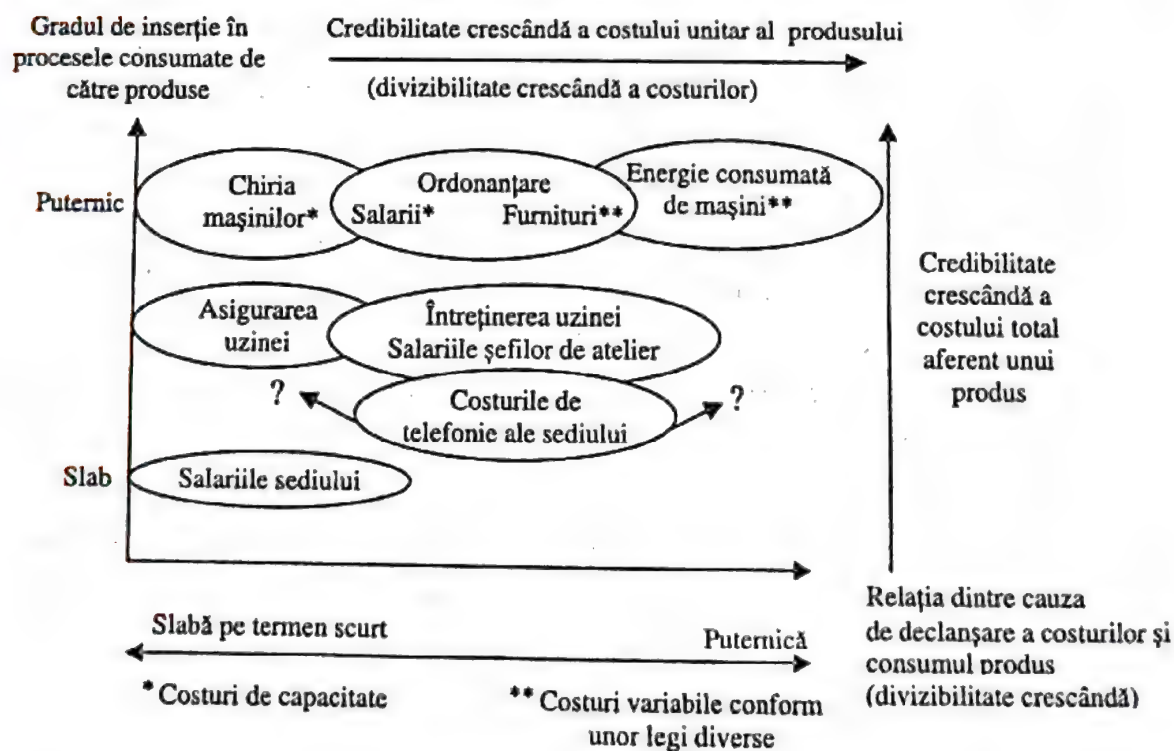 Gradul de inserție în
procesele consumate de
către produse
Credibilitate crescândă a costului unitar al produsului
(divizibilitate crescândă a costurilor)
Puternic
Chiria
mașinilor*
Ordonanțare
Salarii* Furnituri**
Energie consumată
de mașini**
Asigurarea
uzinei
Întreținerea uzinei
Salariile șefilor de atelier
Credibilitate
crescândă a
costului total
aferent unui
produs
?
Costurile de
telefonie ale sediului
?
Slab
Salariile sediului
Slabă pe termen scurt
Puternică
Relația dintre cauza
de declanșare a costurilor și
consumul produs
(divizibilitate crescândă)
* Costuri de capacitate
** Costuri variabile conform
unor legi diverse